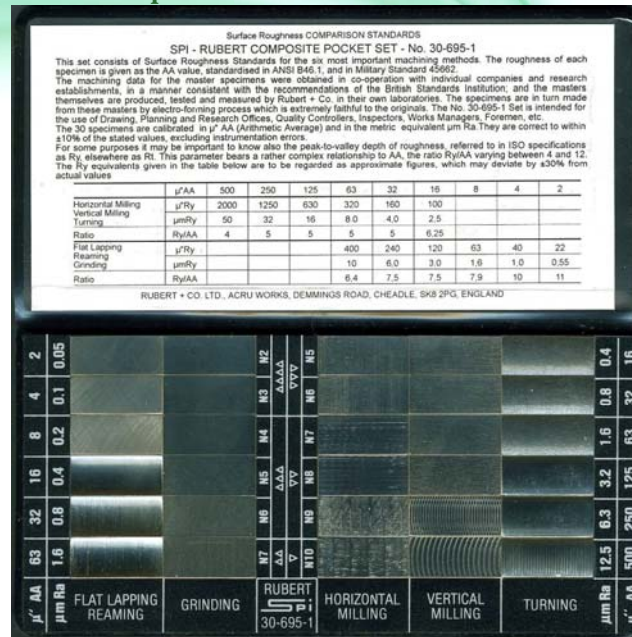 Surface Roughness COMPARISON STANDARDS
SPI - RUBERT COMPOSITE POCKET SET - No. 30-695-1
This set consists of Surface Roughness Standards for the six most important machining methods. The roughness of each
specimen is given as the AA value, standardised in ANSI B46.1, and in Military Standard 45662.
The machining data for the master specimens were obtained in co-operation with individual companies and research
establishments, in a manner consistent with the recommendations of the British Standards Institution; and the masters
themselves are produced, tested and measured by Rubert + Co. in their own laboratories. The specimens are in turn made
from these masters by electro-forming process which is extremely faithful to the originals. The No. 30-695-1 Set is intended for
the use of Drawing, Planning and Research Offices, Quality Controllers, Inspectors, Works Managers, Foremen, etc.
The 30 specimens are calibrated in µ" AA (Arithmetic Average) and in the metric equivalent µm Ra.They are correct to within
±10% of the stated values, excluding instrumentation errors.
For some purposes it may be important to know also the peak-to-valley depth of roughness, referred to in ISO specifications
as Ry, elsewhere as Rt. This parameter bears a rather complex relationship to AA, the ratio Ry/AA varying between 4 and 12.
The Ry equivalents given in the table below are to be regarded as approximate figures, which may deviate by ±30% from
actual values
µ"AA 500 250 125 63 32 16 8 4 2
Horizontal Milling µ"Ry 2000 1250 630 320 160 100
Vertical Milling
Turning µmRy 50 32 16 8.0 4.0 2.5
Ratio Ry/AA 4 5 5 5 5 6.25
Flat Lapping µ"Ry 400 240 120 63 40 22
Reaming
Grinding µmRy 10 6.0 3.0 1.6 1.0 0.55
Ratio Ry/AA 6.4 7.5 7.5 7.9 10 11
RUBERT + CO. LTD., ACRU WORKS, DEMMINGS ROAD, CHEADLE, SK8 2PG, ENGLAND
2 0.05 N2 N5 0.4 16
4 0.1 N3 N6 0.8 32
8 0.2 N4 N7 1.6 63
16 0.4 N5 N8 3.2 125
32 0.8 N6 N9 6.3 250
63 1.6 N7 N10 12.5 500
µ" AA µm Ra FLAT LAPPING REAMING GRINDING RUBERT SPI 30-695-1 HORIZONTAL MILLING VERTICAL MILLING TURNING µm Ra µ" AA